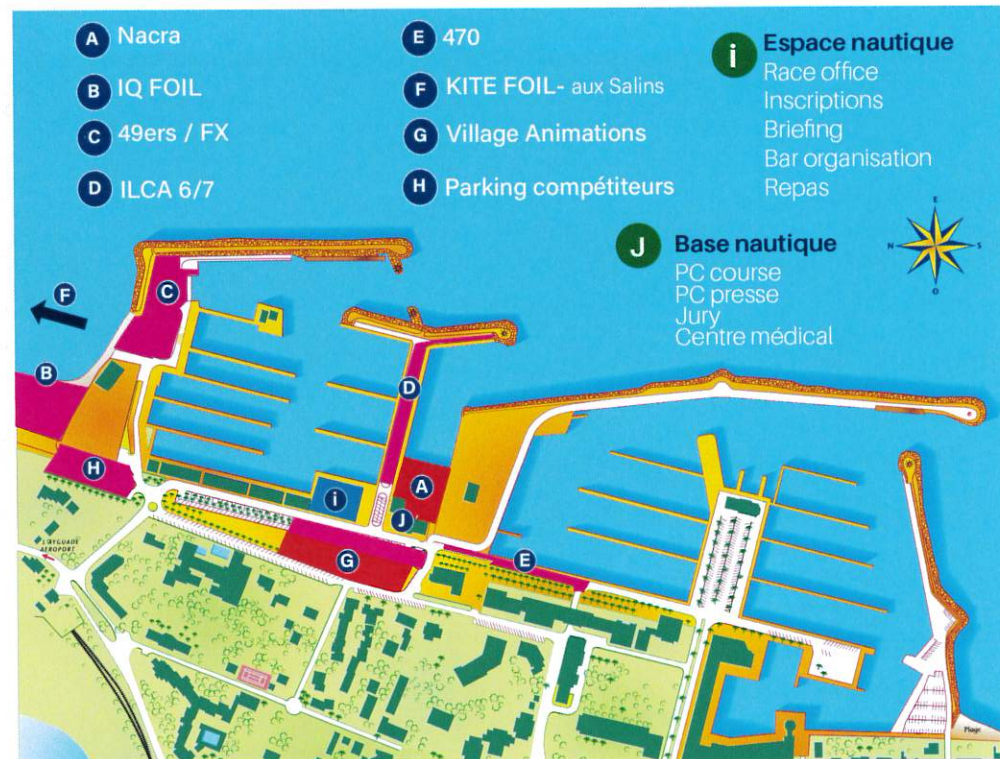 A Nacra
B IQ FOIL
C 49ers / FX
D ILCA 6/7
E 470
F KITE FOIL- aux Salins
G Village Animations
H Parking compétiteurs
i Espace nautique
Race office
Inscriptions
Briefing
Bar organisation
Repas
J Base nautique
PC course
PC presse
Jury
Centre médical
E
N
S
O
F
C
B
D
H
i
A
J
G
E
L'AYGUADE
AEROPORT
Plage